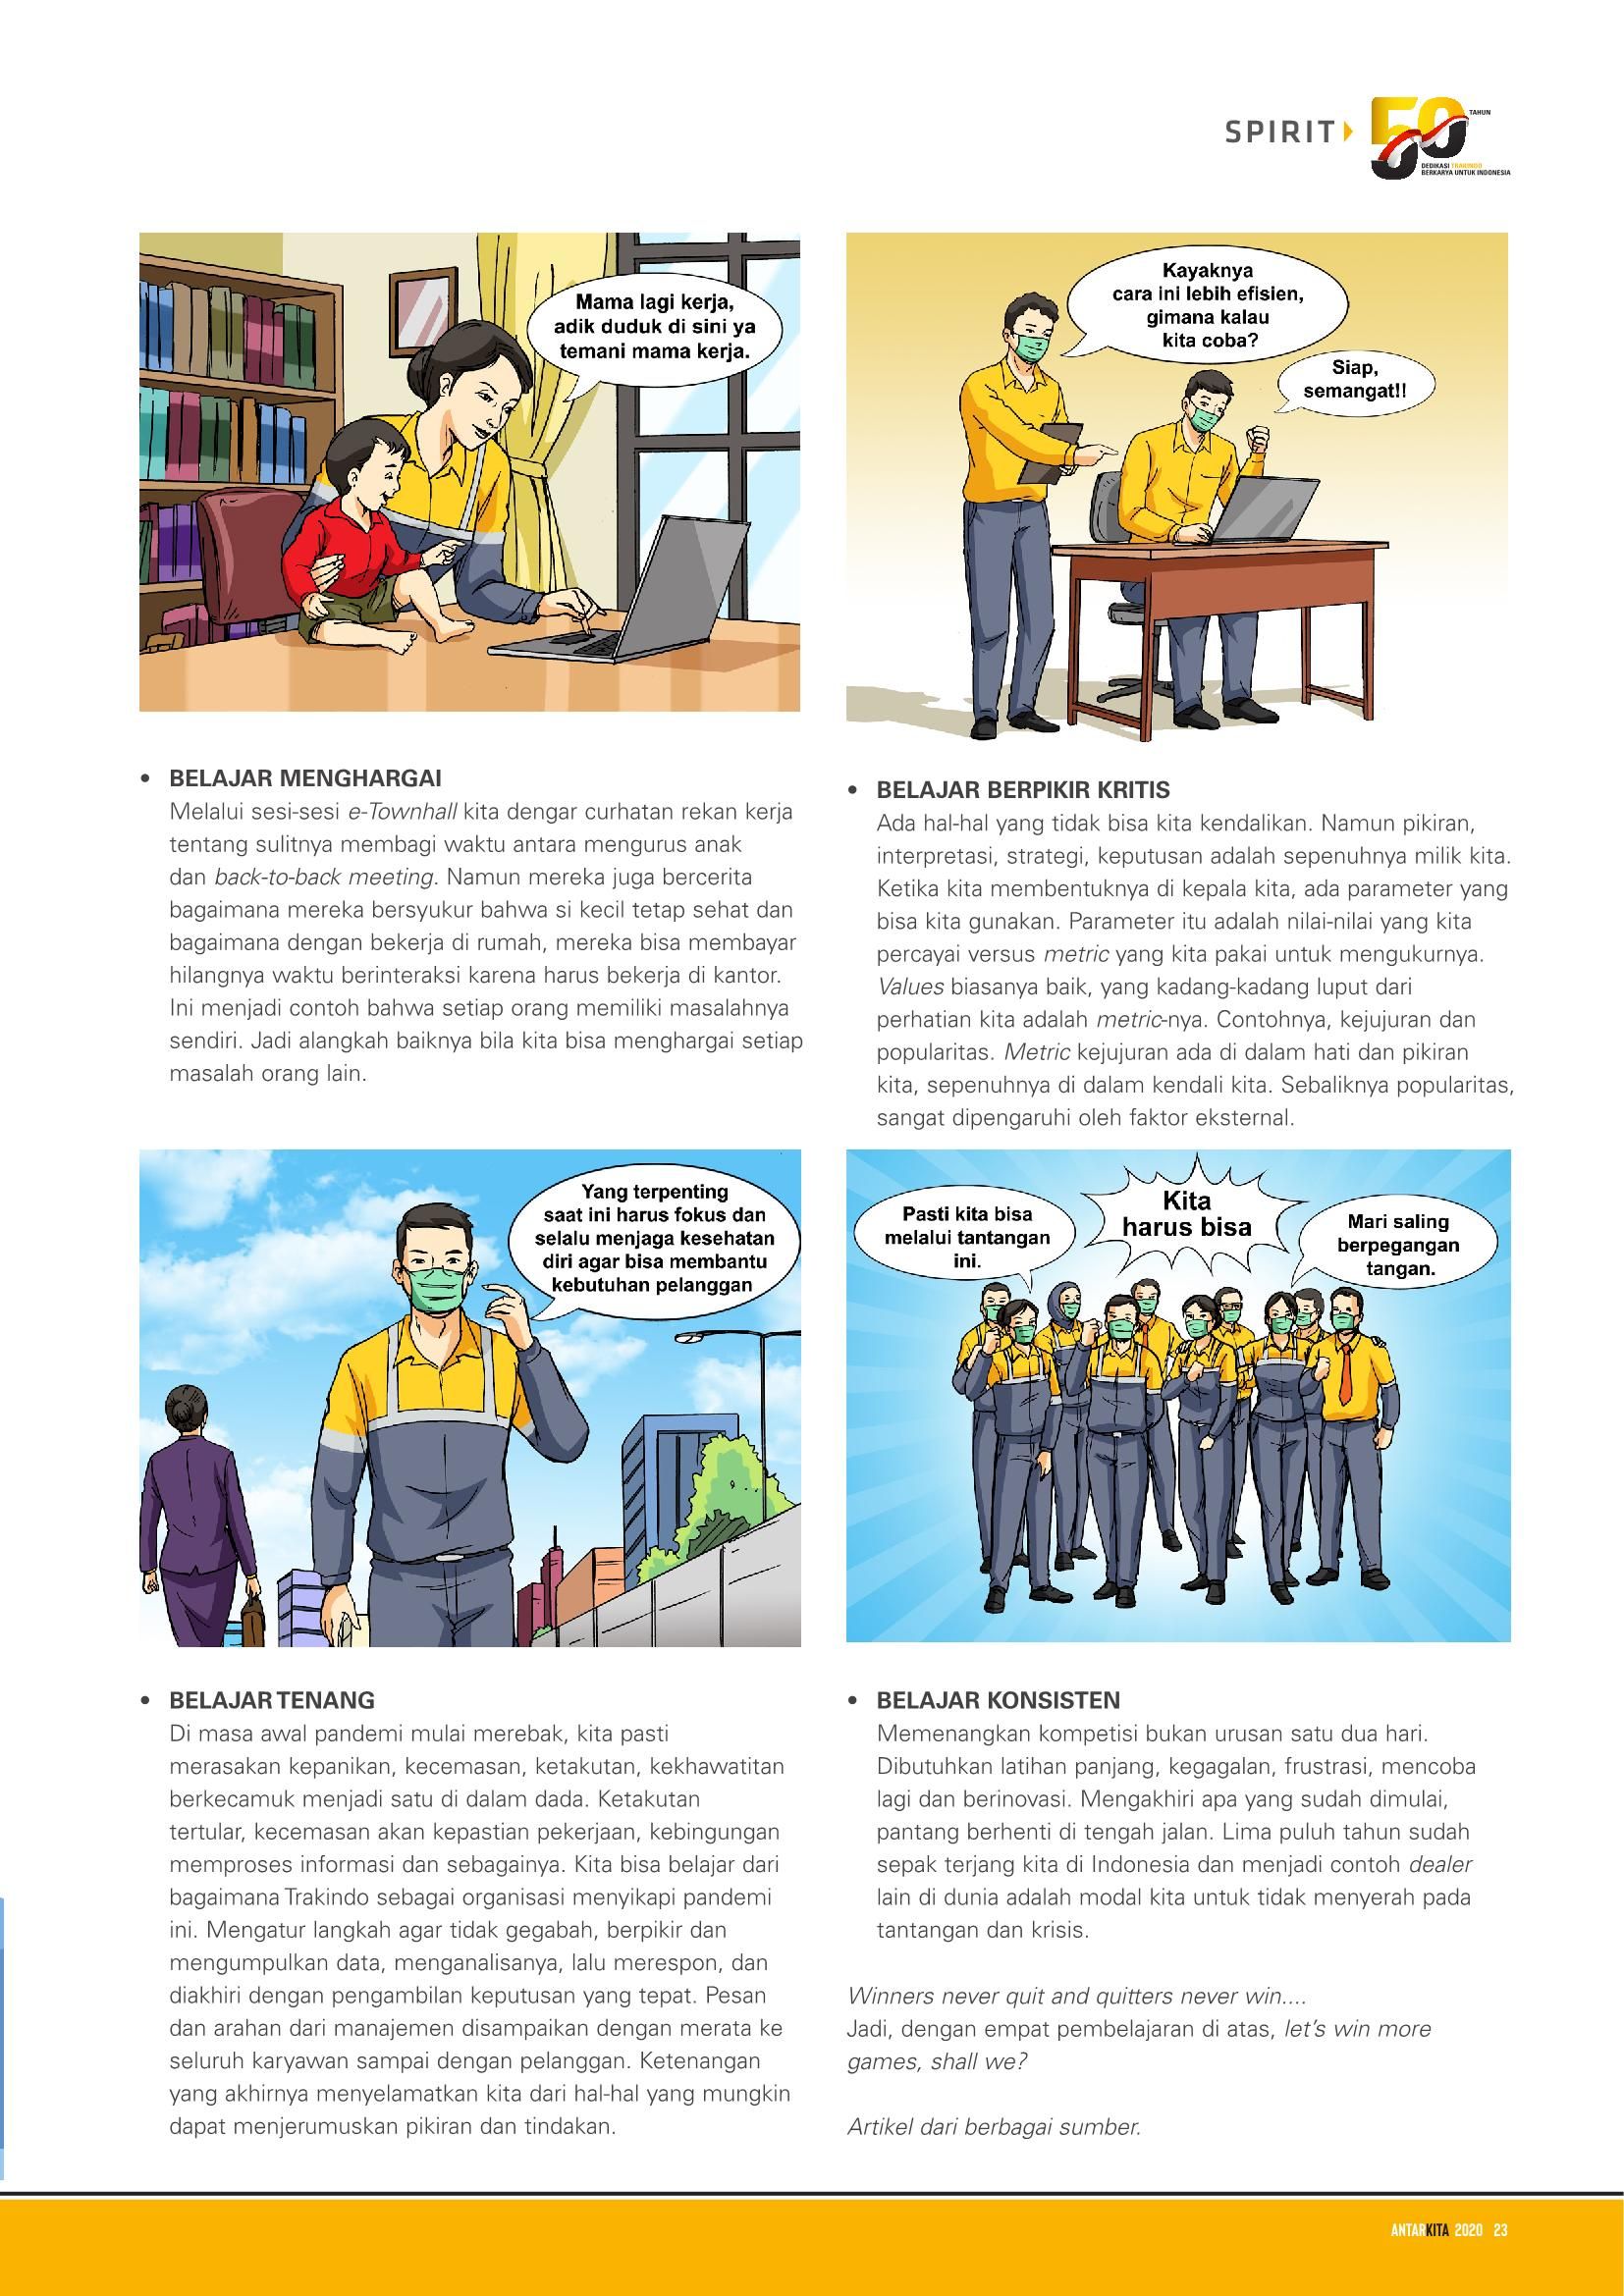 SPIRIT
50
TAHUN
DEDIKASI TRAKINDO
BERKARYA UNTUK INDONESIA
Mama lagi kerja,
adik duduk di sini ya
temani mama kerja.
• BELAJAR MENGHARGAI
Melalui sesi-sesi e-Townhall kita dengar curhatan rekan kerja
tentang sulitnya membagi waktu antara mengurus anak
dan back-to-back meeting. Namun mereka juga bercerita
bagaimana mereka bersyukur bahwa si kecil tetap sehat dan
bagaimana dengan bekerja di rumah, mereka bisa membayar
hilangnya waktu berinteraksi karena harus bekerja di kantor.
Ini menjadi contoh bahwa setiap orang memiliki masalahnya
sendiri. Jadi alangkah baiknya bila kita bisa menghargai setiap
masalah orang lain.
Yang terpenting
saat ini harus fokus dan
selalu menjaga kesehatan
diri agar bisa membantu
kebutuhan pelanggan
• BELAJAR TENANG
Di masa awal pandemi mulai merebak, kita pasti
merasakan kepanikan, kecemasan, ketakutan, kekhawatitan
berkecamuk menjadi satu di dalam dada. Ketakutan
tertular, kecemasan akan kepastian pekerjaan, kebingungan
memproses informasi dan sebagainya. Kita bisa belajar dari
bagaimana Trakindo sebagai organisasi menyikapi pandemi
ini. Mengatur langkah agar tidak gegabah, berpikir dan
mengumpulkan data, menganalisanya, lalu merespon, dan
diakhiri dengan pengambilan keputusan yang tepat. Pesan
dan arahan dari manajemen disampaikan dengan merata ke
seluruh karyawan sampai dengan pelanggan. Ketenangan
yang akhirnya menyelamatkan kita dari hal-hal yang mungkin
dapat menjerumuskan pikiran dan tindakan.
Kayaknya
cara ini lebih efisien,
gimana kalau
kita coba?
Siap,
semangat!!
• BELAJAR BERPIKIR KRITIS
Ada hal-hal yang tidak bisa kita kendalikan. Namun pikiran,
interpretasi, strategi, keputusan adalah sepenuhnya milik kita.
Ketika kita membentuknya di kepala kita, ada parameter yang
bisa kita gunakan. Parameter itu adalah nilai-nilai yang kita
percayai versus metric yang kita pakai untuk mengukurnya.
Values biasanya baik, yang kadang-kadang luput dari
perhatian kita adalah metric-nya. Contohnya, kejujuran dan
popularitas. Metric kejujuran ada di dalam hati dan pikiran
kita, sepenuhnya di dalam kendali kita. Sebaliknya popularitas,
sangat dipengaruhi oleh faktor eksternal.
Pasti kita bisa
melalui tantangan
ini.
Kita
harus bisa
Mari saling
berpegangan
tangan.
• BELAJAR KONSISTEN
Memenangkan kompetisi bukan urusan satu dua hari.
Dibutuhkan latihan panjang, kegagalan, frustrasi, mencoba
lagi dan berinovasi. Mengakhiri apa yang sudah dimulai,
pantang berhenti di tengah jalan. Lima puluh tahun sudah
sepak terjang kita di Indonesia dan menjadi contoh dealer
lain di dunia adalah modal kita untuk tidak menyerah pada
tantangan dan krisis.
Winners never quit and quitters never win....
Jadi, dengan empat pembelajaran di atas, let's win more
games, shall we?
Artikel dari berbagai sumber.
ANTARKITA 2020 23